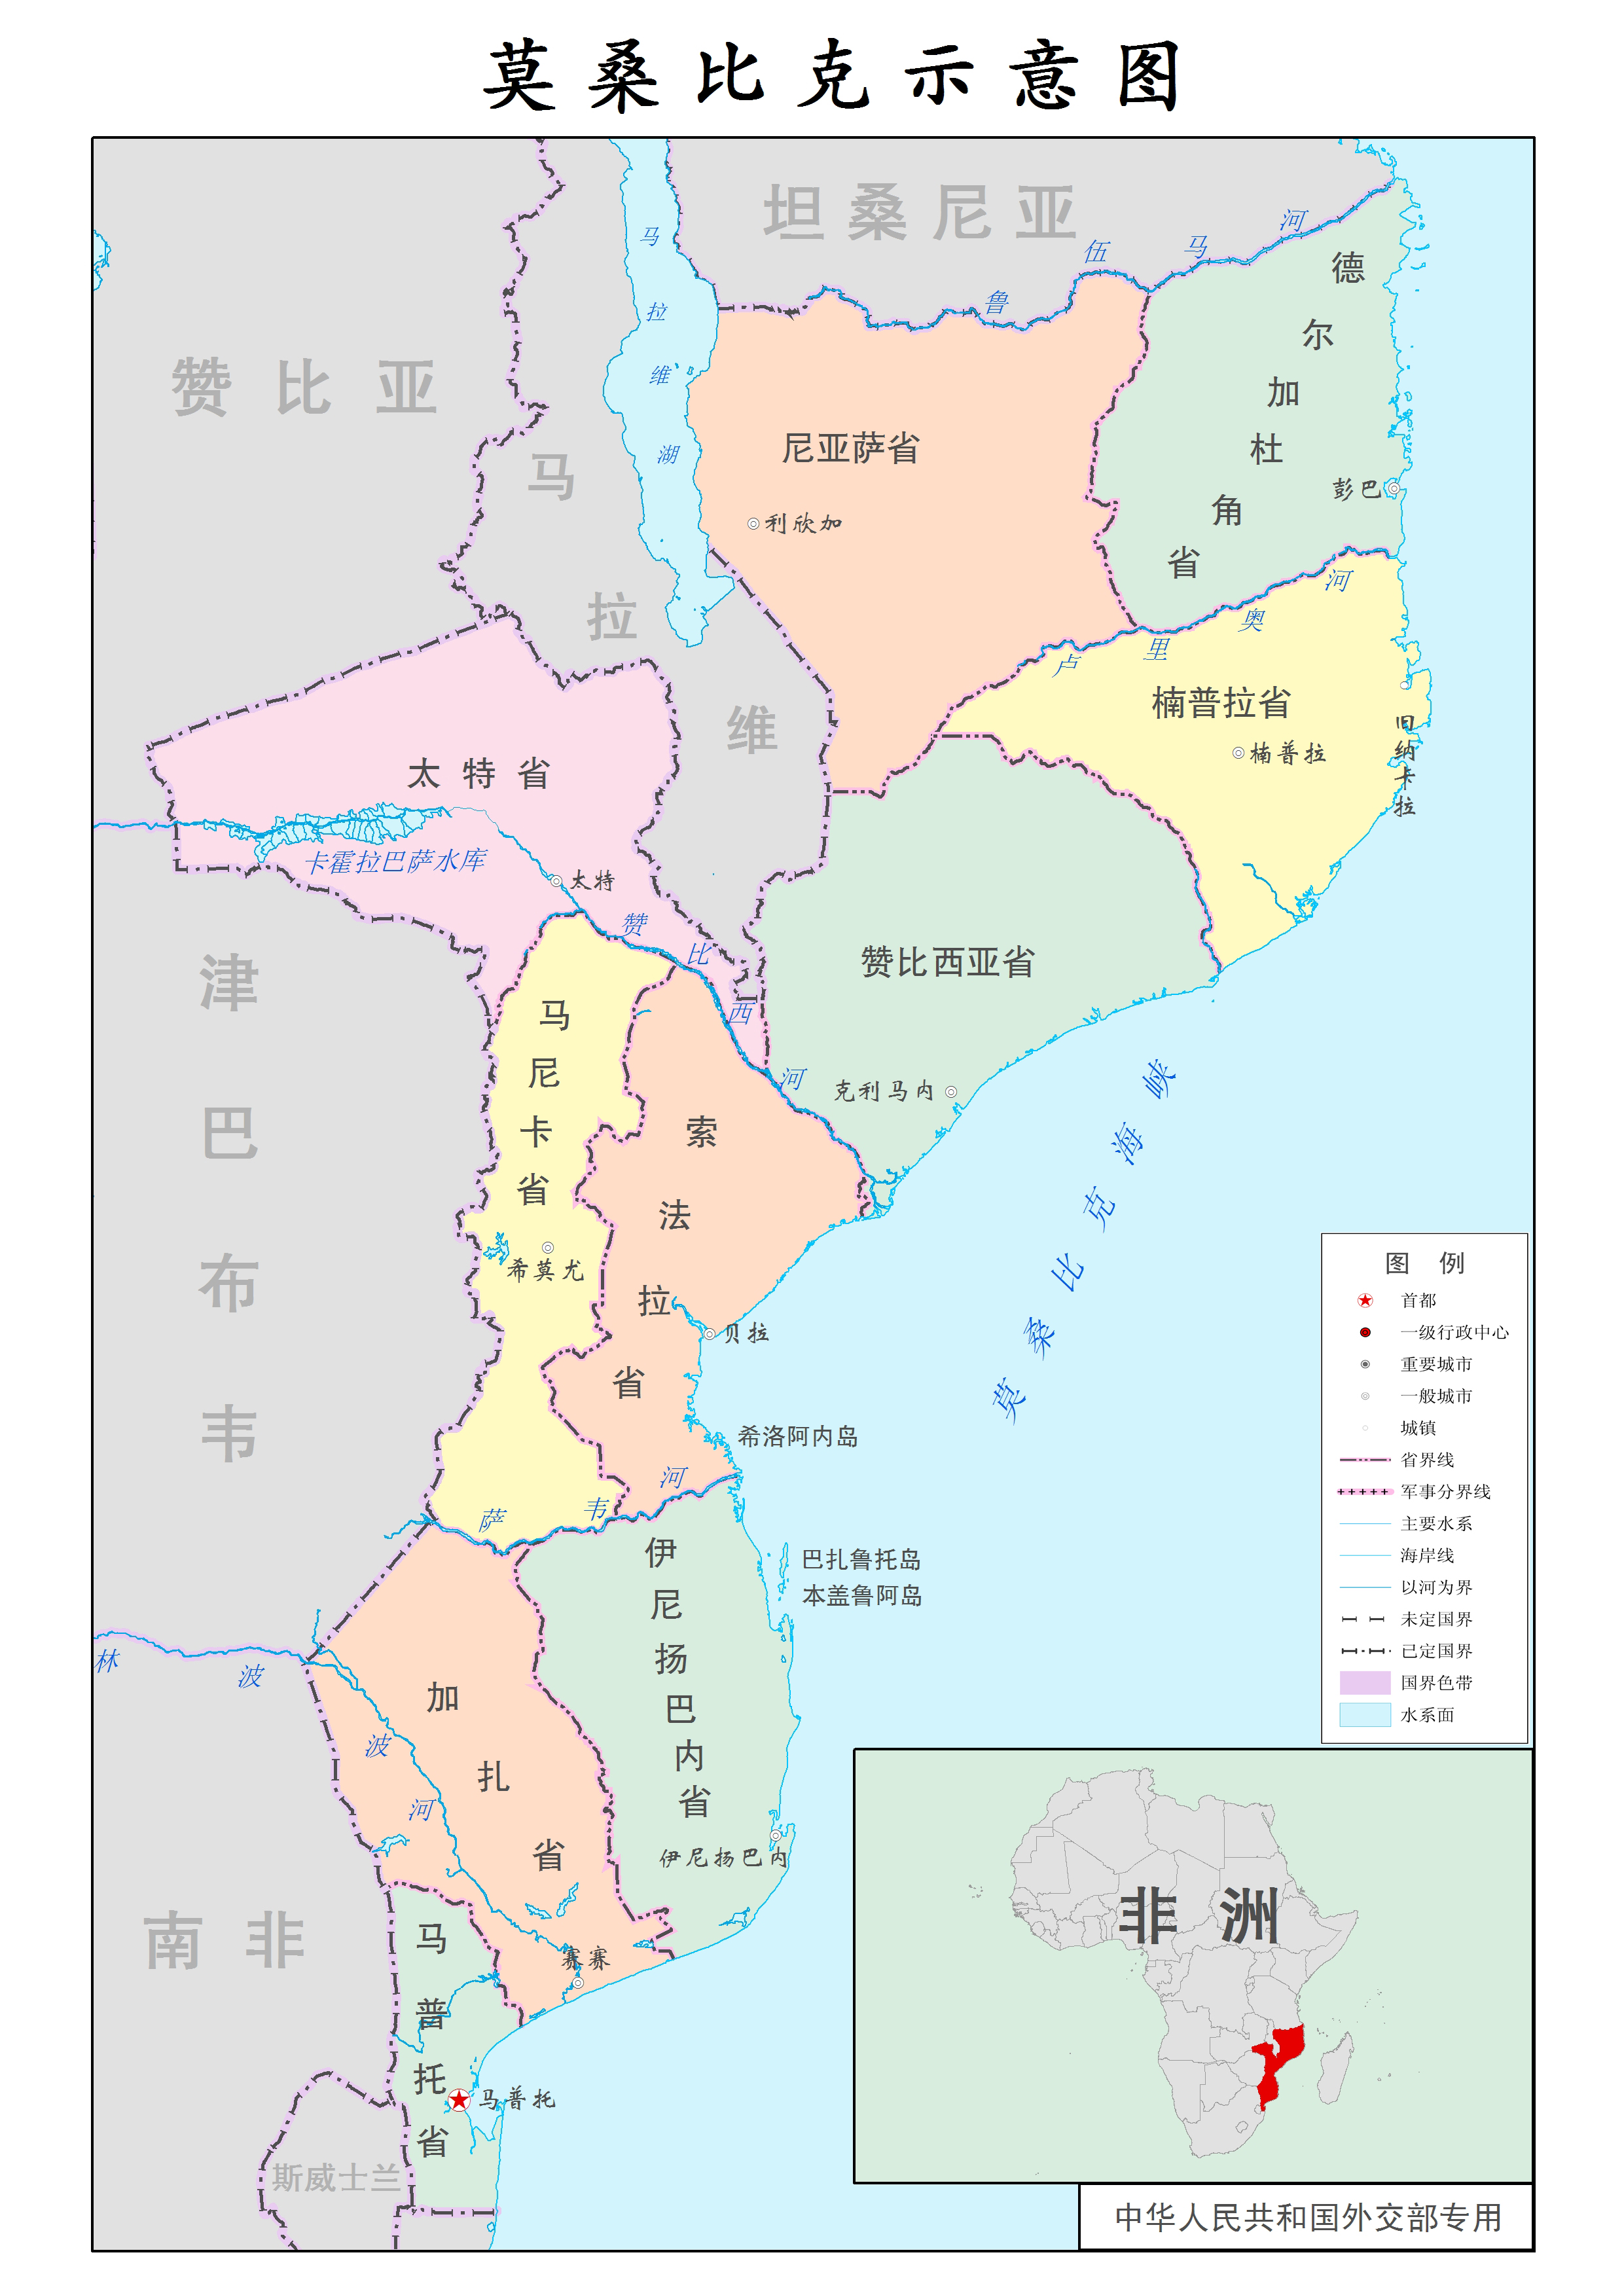 莫桑比克示意图
坦桑尼亚
赞比亚
马拉维
津巴布韦
南非
斯威士兰
马拉维湖
鲁伍马河
德尔加杜角省
彭巴
尼亚萨省
利欣加
卢里奥河
楠普拉省
楠普拉
旧纳卡拉
太特省
卡霍拉巴萨水库
太特
赞比西河
赞比西亚省
克利马内
马尼卡省
希莫尤
索法拉省
贝拉
莫桑比克海峡
希洛阿内岛
萨韦河
巴扎鲁托岛
本盖鲁阿岛
伊尼扬巴内省
伊尼扬巴内
林波波河
加扎省
赛赛
马普托省
马普托
图例
首都
一级行政中心
重要城市
一般城市
城镇
省界线
军事分界线
主要水系
海岸线
以河为界
未定国界
已定国界
国界色带
水系面
非洲
中华人民共和国外交部专用